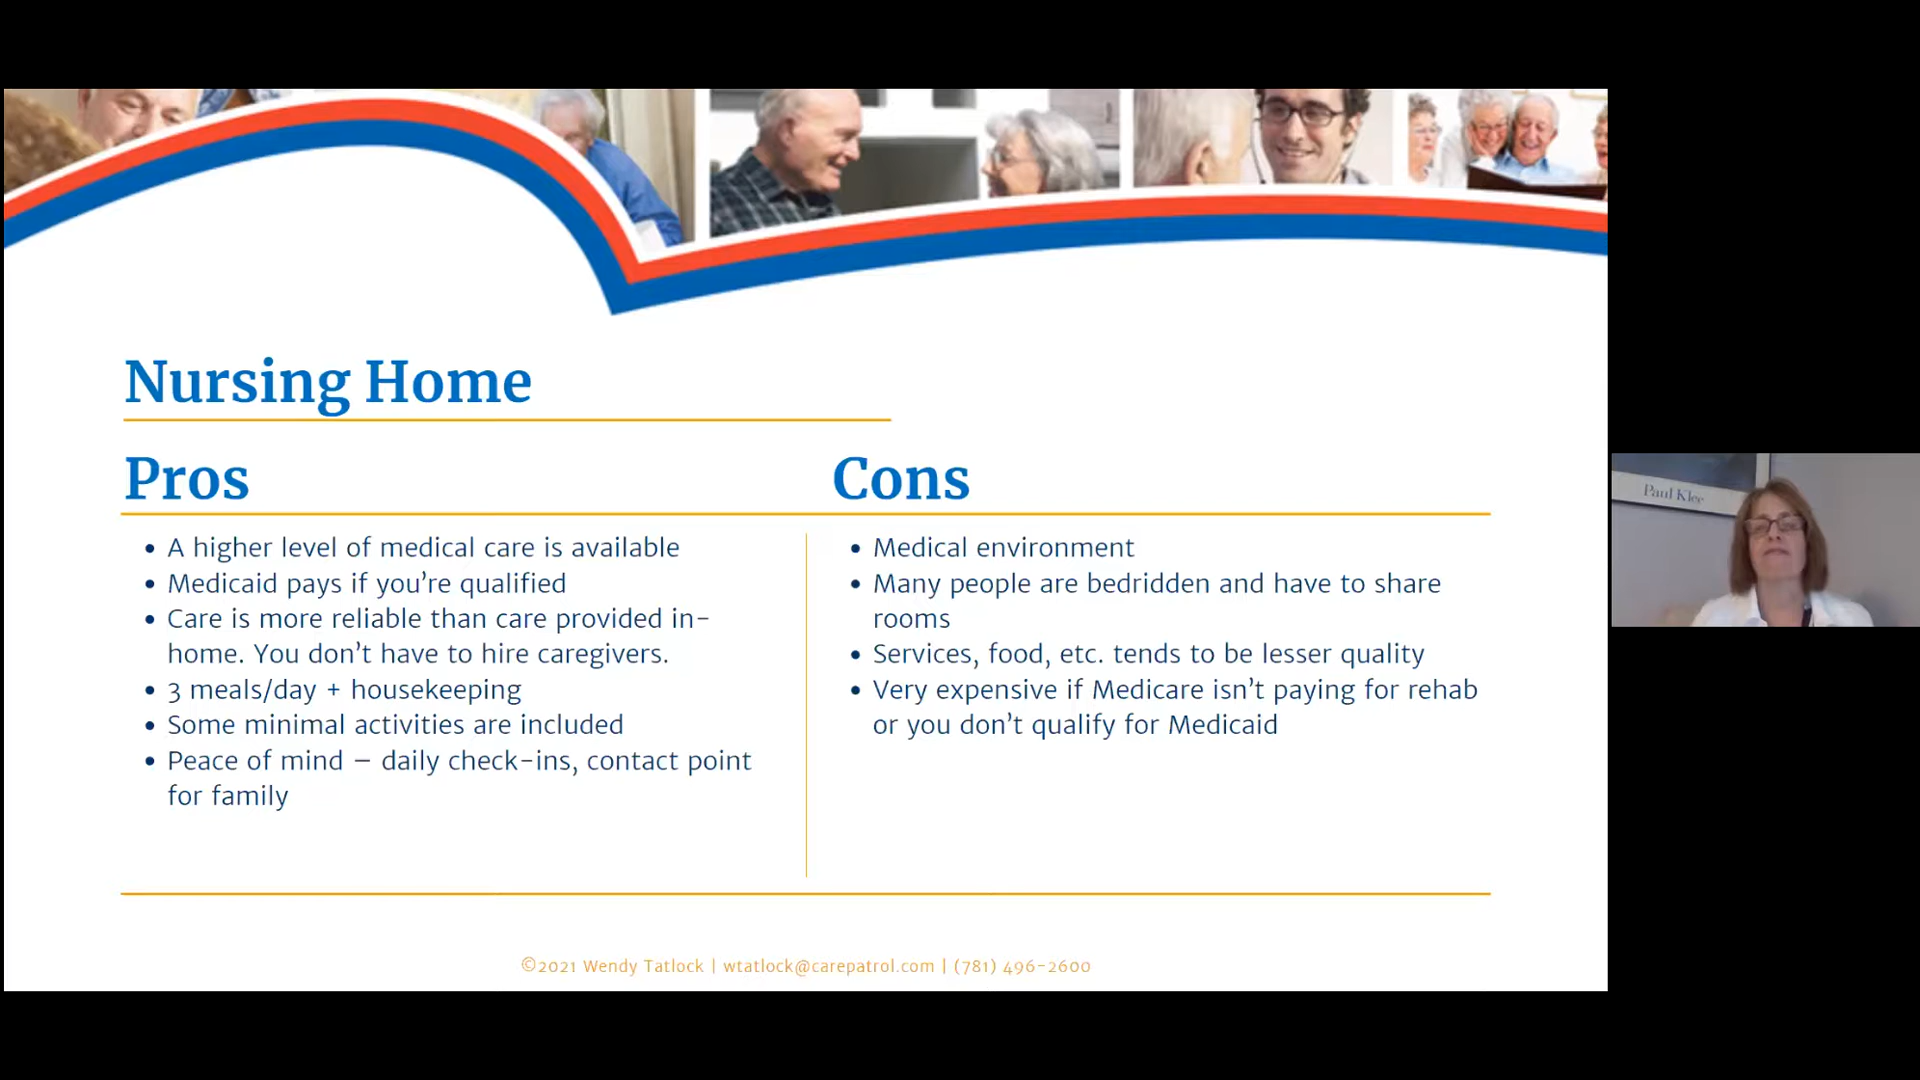 Nursing Home
Pros
• A higher level of medical care is available
• Medicaid pays if you're qualified
• Care is more reliable than care provided in-
home. You don't have to hire caregivers.
• 3 meals/day + housekeeping
• Some minimal activities are included
• Peace of mind – daily check-ins, contact point
for family
Cons
• Medical environment
• Many people are bedridden and have to share
rooms
• Services, food, etc. tends to be lesser quality
• Very expensive if Medicare isn't paying for rehab
or you don't qualify for Medicaid
©2021 Wendy Tatlock | wtatlock@carepatrol.com | (781) 496-2600
Paul Klee